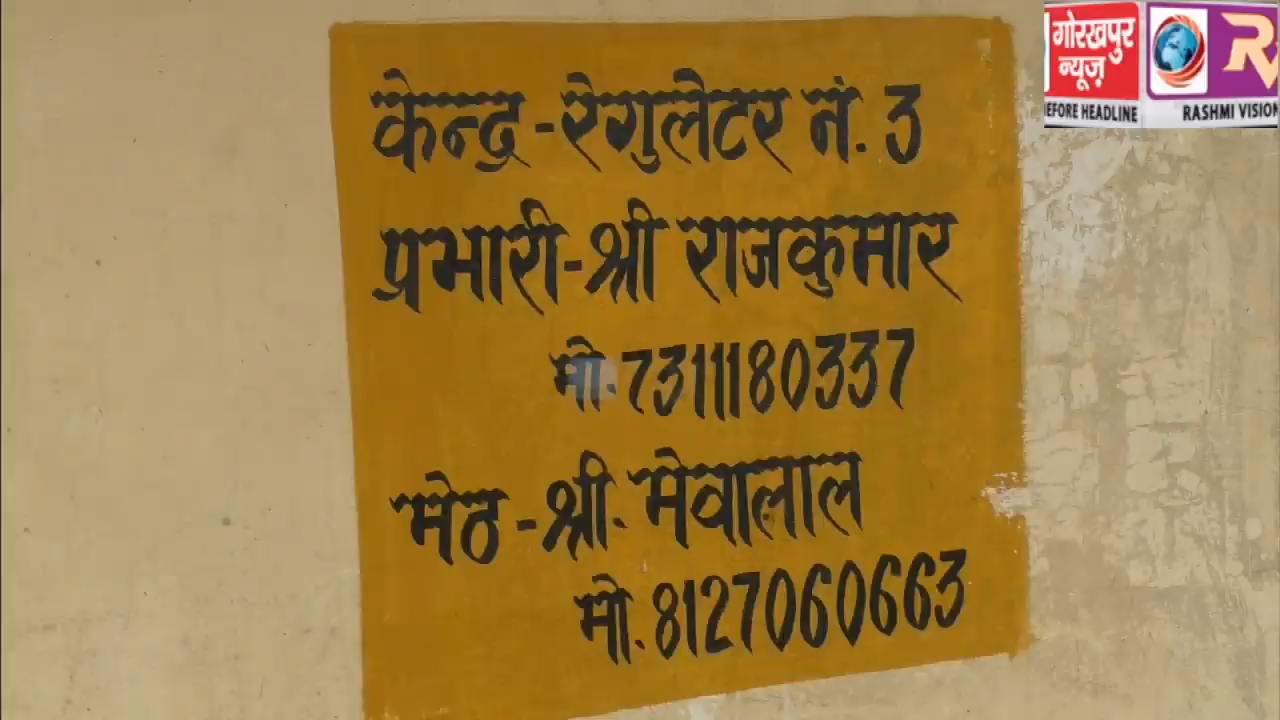 केन्द्र - रेगुलेटर नं. 3
प्रभारी - श्री राजकुमार
मो. 7311180337
मेठ - श्री. मेवालाल
मो. 8127060663
गोरखपुर
न्यूज़
BEFORE HEADLINE
RASHMI VISION